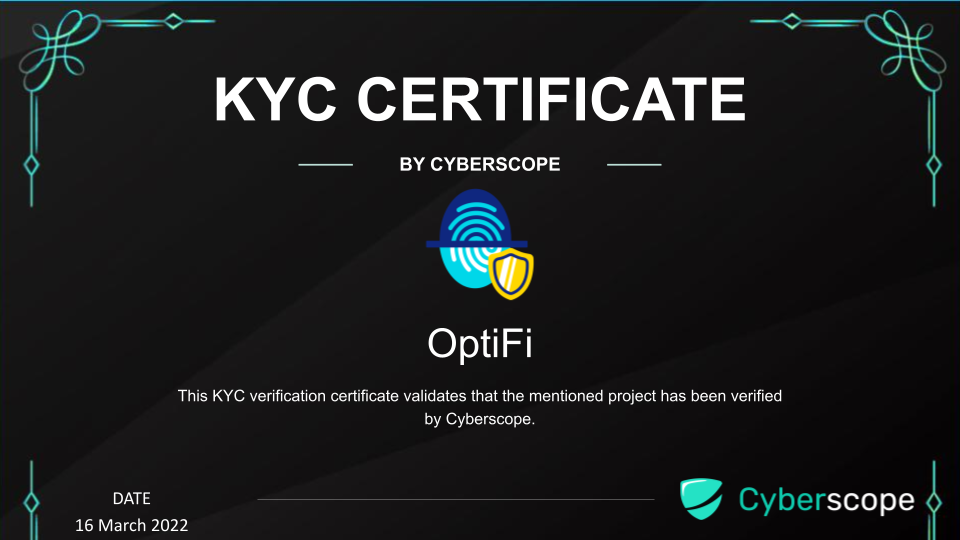 KYC CERTIFICATE
BY CYBERSCOPE
OptiFi
This KYC verification certificate validates that the mentioned project has been verified
by Cyberscope.
DATE
16 March 2022
Cyberscope